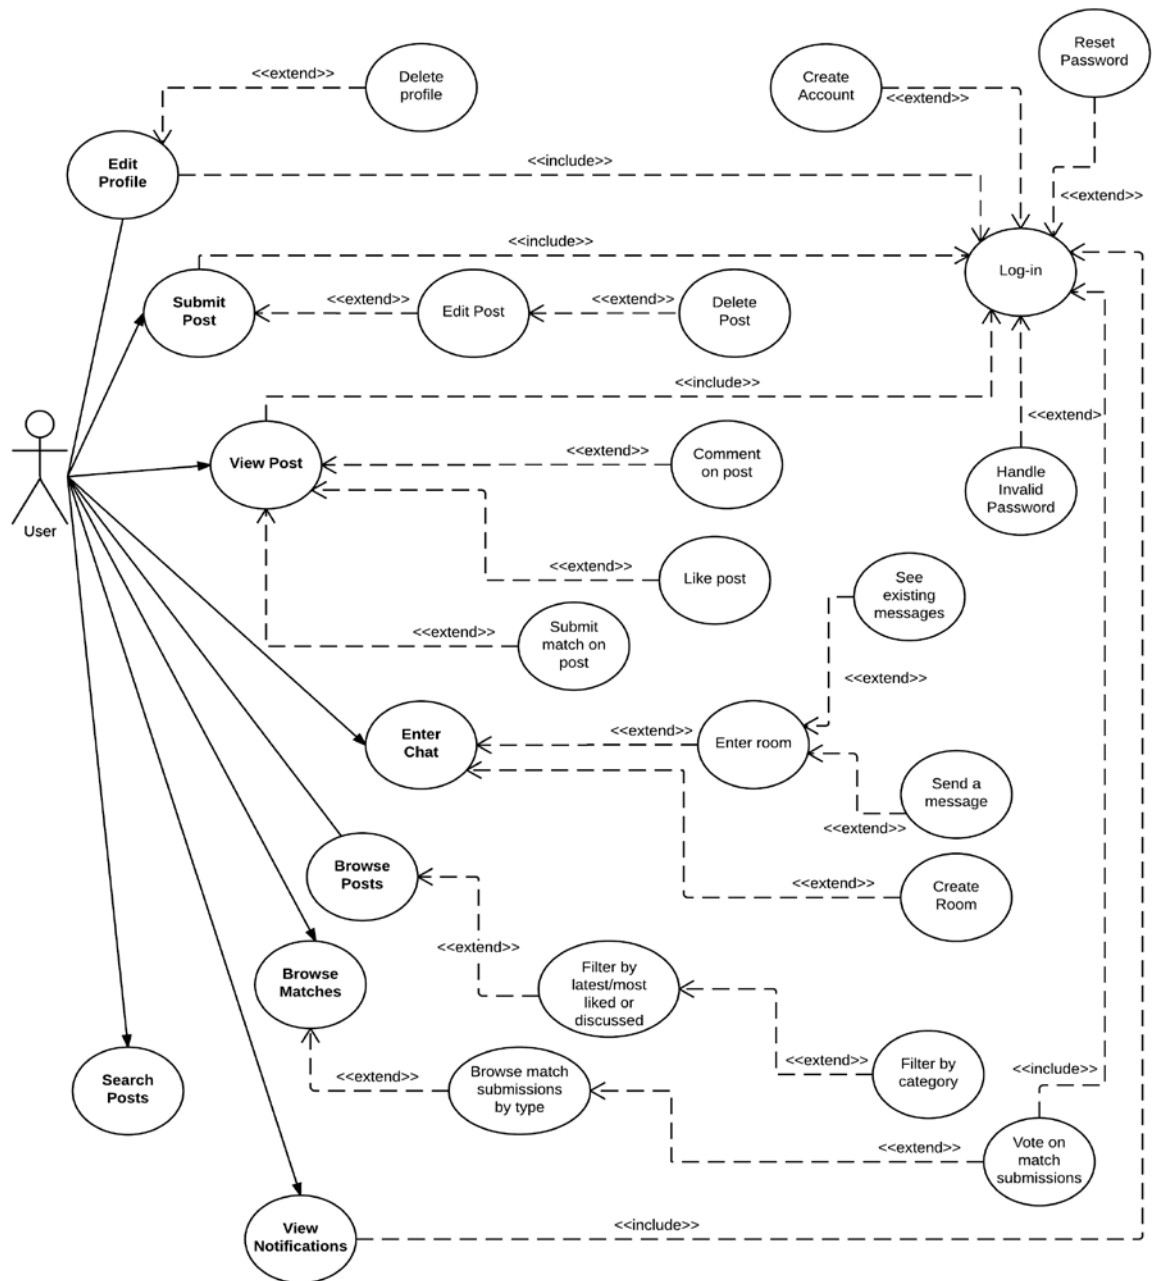 Reset
Password
<<extend>>
Delete
profile
Create
Account
<<extend>>
Edit
Profile
<<include>>
<<extend>>
<<include>>
Log-in
Submit
Post
<<extend>>
Edit Post
<<extend>>
Delete
Post
<<include>>
<<extend>
View Post
<<extend>>
Comment
on post
Handle
Invalid
Password
User
<<extend>>
Like post
See
existing
messages
<<extend>>
Submit
match on
post
<<extend>>
Enter
Chat
<<extend>>
Enter room
Send a
message
<<extend>>
Browse
Posts
<<extend>>
Create
Room
<<extend>>
Filter by
latest/most
liked or
discussed
Browse
Matches
<<extend>>
Filter by
category
Search
Posts
<<extend>>
Browse match
submissions
by type
<<include>>
<<extend>>
Vote on
match
submissions
View
Notifications
<<include>>